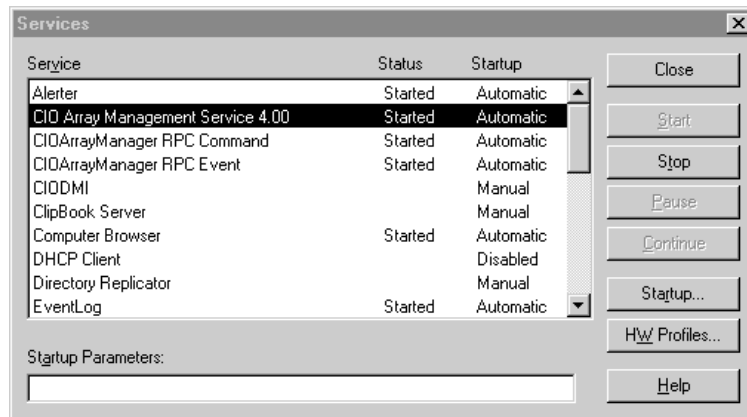 Services
Service Status Startup
Alerter Started Automatic
CIO Array Management Service 4.00 Started Automatic
CIOArrayManager RPC Command Started Automatic
CIOArrayManager RPC Event Started Automatic
CIODMI Manual
ClipBook Server Manual
Computer Browser Started Automatic
DHCP Client Disabled
Directory Replicator Manual
EventLog Started Automatic
Startup Parameters:
Close
Start
Stop
Pause
Continue
Startup...
HW Profiles...
Help